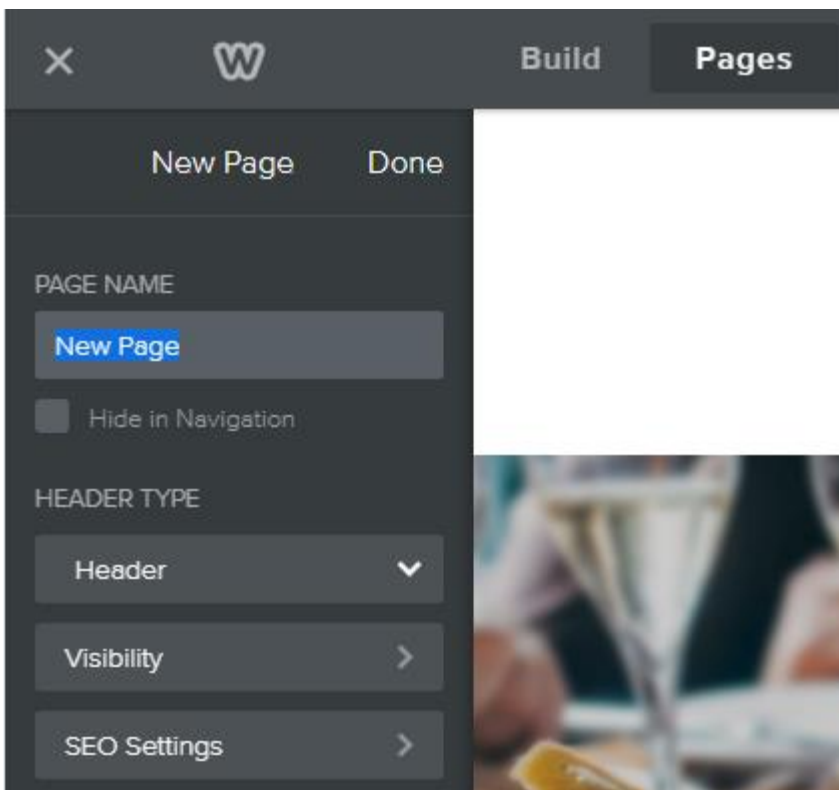 Build Pages
New Page Done
PAGE NAME
New Page
Hide in Navigation
HEADER TYPE
Header
Visibility
SEO Settings